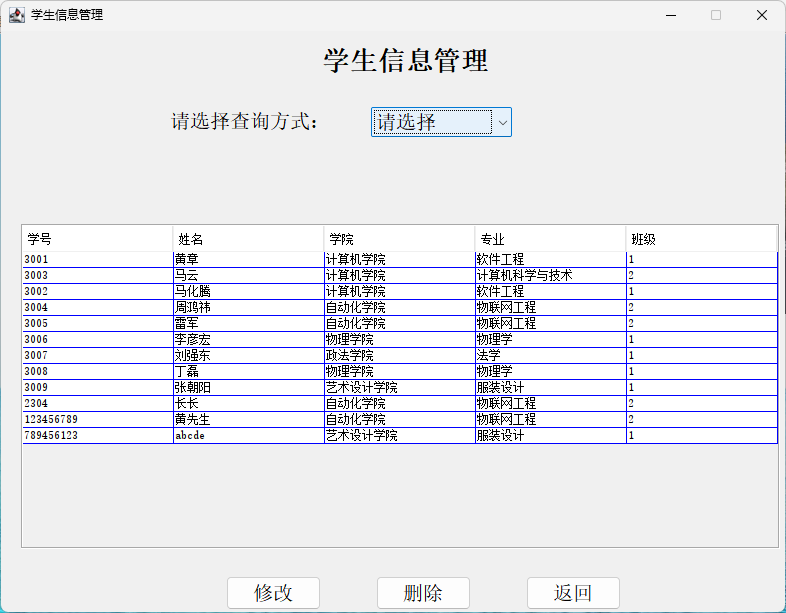 学生信息管理
学生信息管理
请选择查询方式： 请选择
学号 姓名 学院 专业 班级
3001 黄章 计算机学院 软件工程 1
3003 马云 计算机学院 计算机科学与技术 2
3002 马化腾 计算机学院 软件工程 1
3004 周鸿祎 自动化学院 物联网工程 2
3005 雷军 自动化学院 物联网工程 2
3006 李彦宏 物理学院 物理学 1
3007 刘强东 政法学院 法学 1
3008 丁磊 物理学院 物理学 1
3009 张朝阳 艺术设计学院 服装设计 1
2304 长长 自动化学院 物联网工程 2
123456789 黄先生 自动化学院 物联网工程 2
789456123 abcde 艺术设计学院 服装设计 1
修改 删除 返回